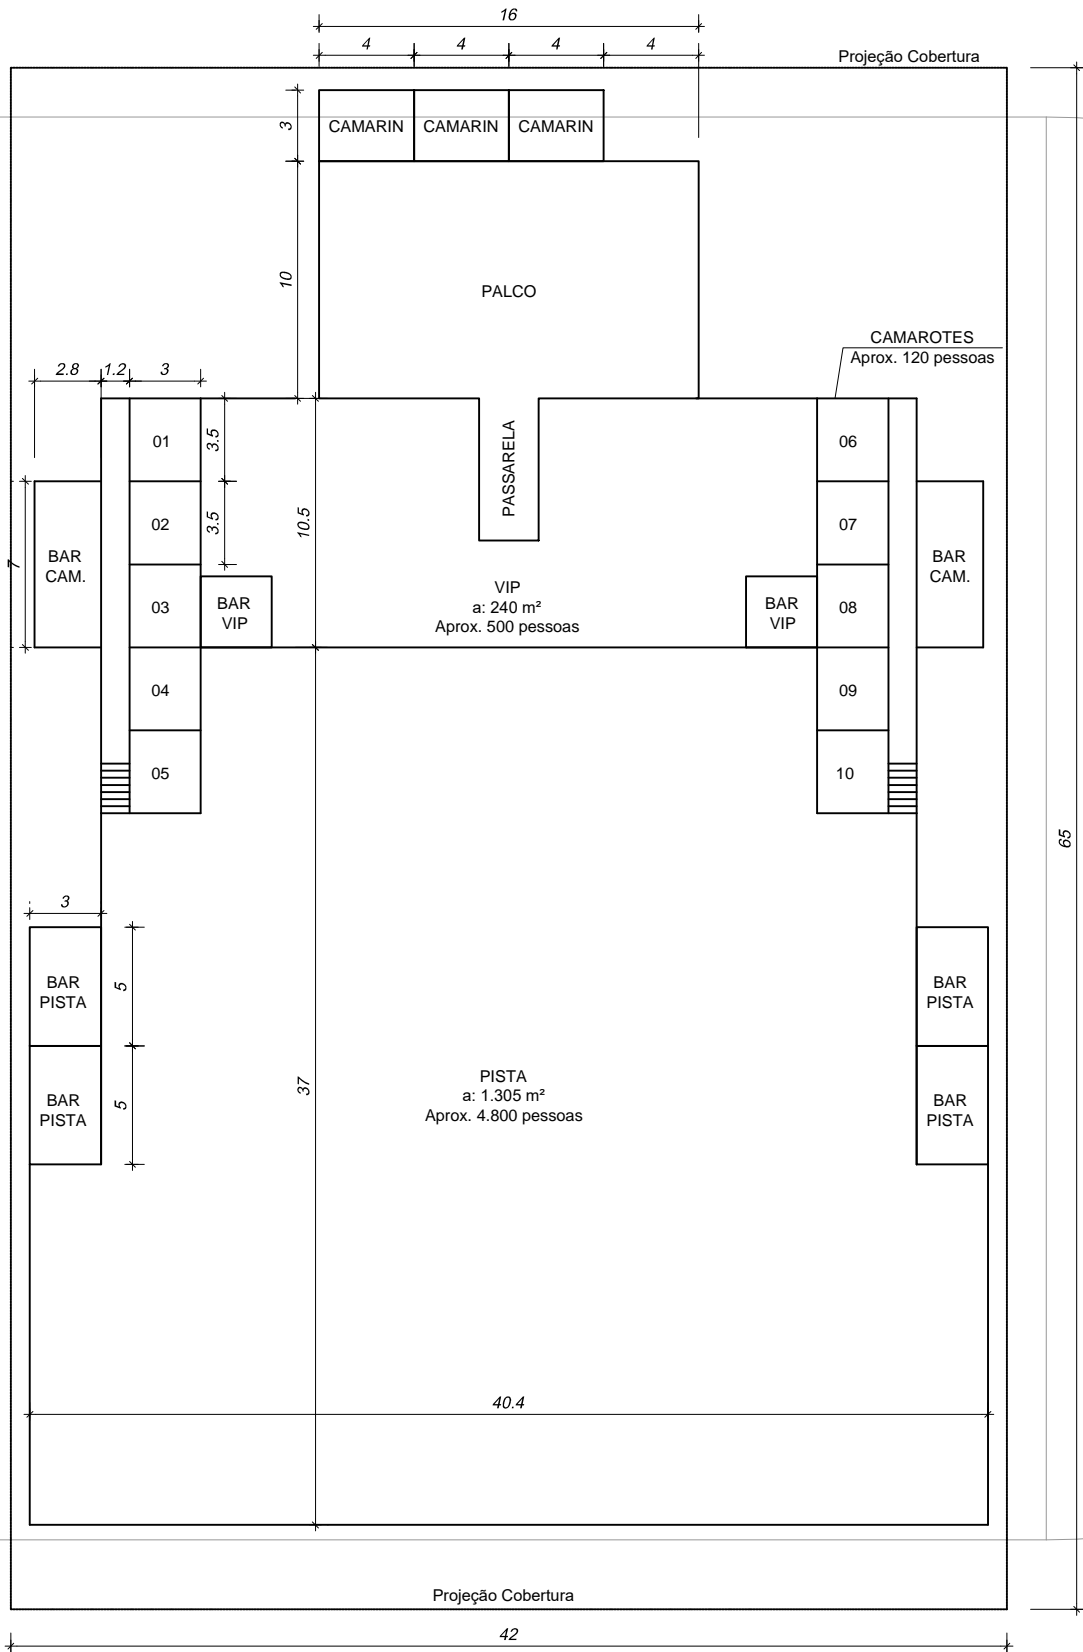 16
4
4
4
4
Projeção Cobertura
3
CAMARIN
CAMARIN
CAMARIN
10
PALCO
CAMAROTES
Aprox. 120 pessoas
2.8
1.2
3
01
3.5
10.5
PASSARELA
06
02
3.5
07
7
BAR
CAM.
BAR
CAM.
03
BAR
VIP
VIP
a: 240 m²
Aprox. 500 pessoas
BAR
VIP
08
04
09
05
10
65
3
BAR
PISTA
5
BAR
PISTA
BAR
PISTA
5
37
PISTA
a: 1.305 m²
Aprox. 4.800 pessoas
BAR
PISTA
40.4
Projeção Cobertura
42